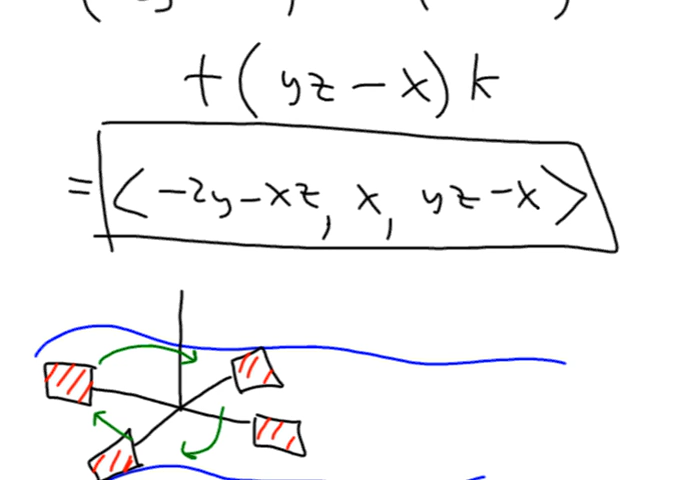 + (yz - x) k
= < -2y - xz, x, yz - x >